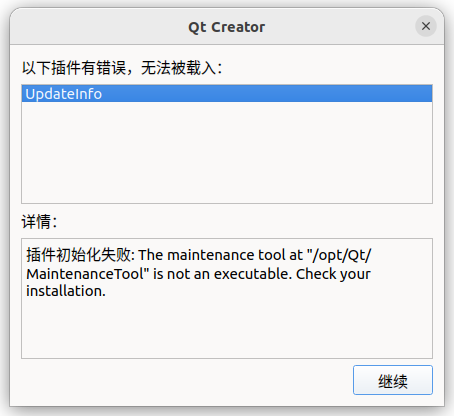 Qt Creator
以下插件有错误，无法被载入：
UpdateInfo
详情：
插件初始化失败: The maintenance tool at "/opt/Qt/
MaintenanceTool" is not an executable. Check your
installation.
继续